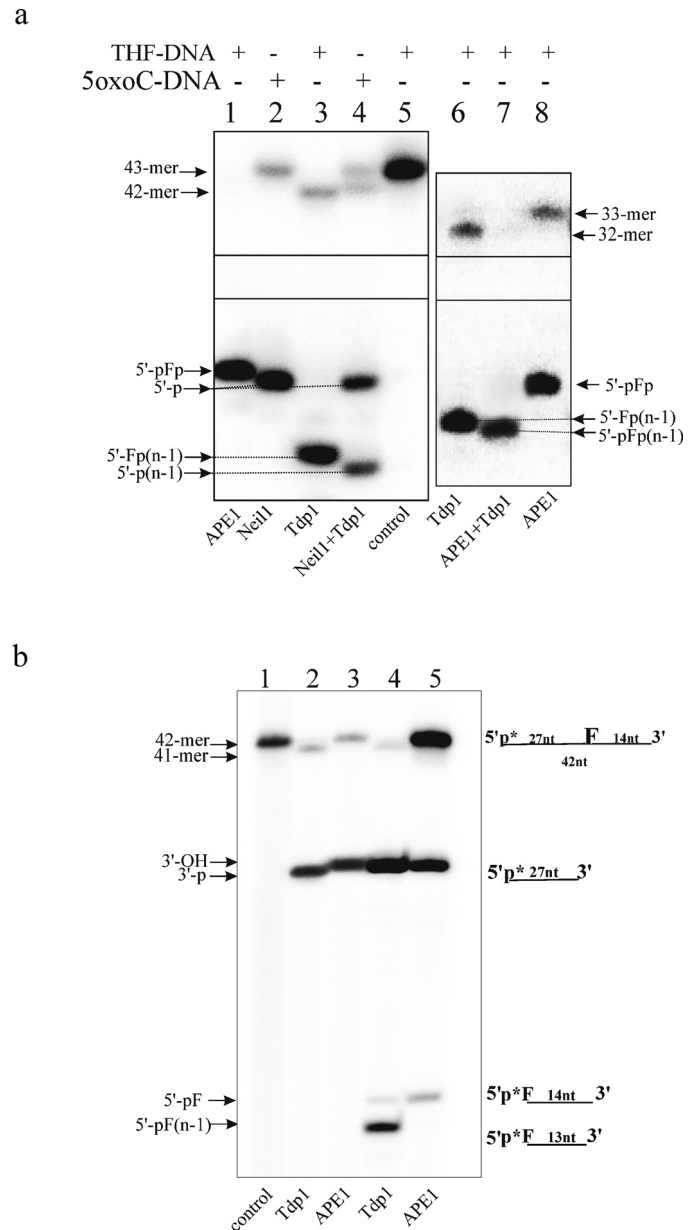 a
THF-DNA + - + - + + + +
5oxoC-DNA - + - + - - - -
1 2 3 4 5 6 7 8
43-mer
42-mer
33-mer
32-mer
5'-pFp
5'-p
5'-Fp(n-1)
5'-p(n-1)
5'-pFp
5'-Fp(n-1)
5'-pFp(n-1)
APE1
Neil1
Tdp1
Neil1+Tdp1
control
Tdp1
APE1+Tdp1
APE1
b
1 2 3 4 5
42-mer
41-mer
5'p* 27nt F 14nt 3'
42nt
3'-OH
3'-p
5'p* 27nt 3'
5'-pF
5'-pF(n-1)
5'p*F 14nt 3'
5'p*F 13nt 3'
control
Tdp1
APE1
Tdp1
APE1